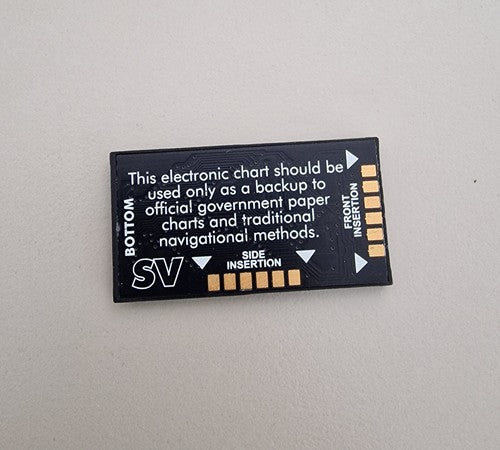 This electronic chart should be
used only as a backup to
official government paper
charts and traditional
navigational methods.
BOTTOM
SV
SIDE
INSERTION
FRONT
INSERTION